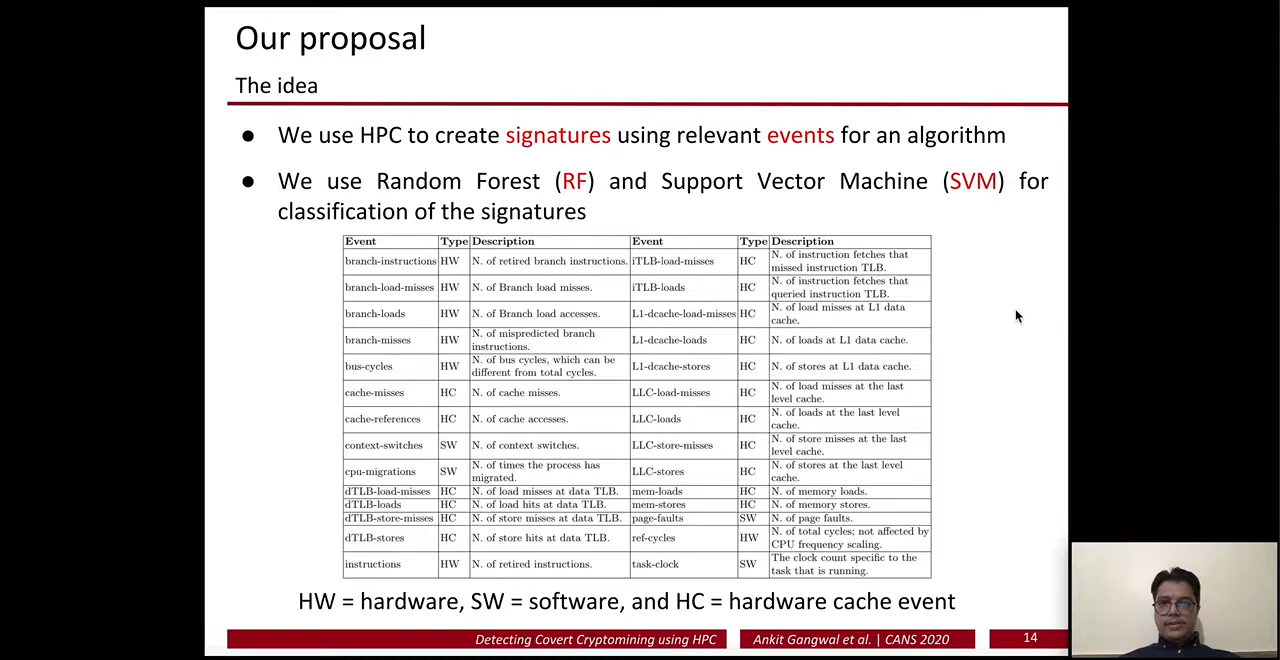 Our proposal
The idea
● We use HPC to create signatures using relevant events for an algorithm
● We use Random Forest (RF) and Support Vector Machine (SVM) for
classification of the signatures
Event Type Description Event Type Description
branch-instructions HW N. of retired branch instructions. iTLB-load-misses HC N. of instruction fetches that
missed instruction TLB.
branch-load-misses HW N. of Branch load misses. iTLB-loads HC N. of instruction fetches that
queried instruction TLB.
branch-loads HW N. of Branch load accesses. L1-dcache-load-misses HC N. of load misses at L1 data
cache.
branch-misses HW N. of mispredicted branch
instructions. L1-dcache-loads HC N. of loads at L1 data cache.
bus-cycles HW N. of bus cycles, which can be
different from total cycles. L1-dcache-stores HC N. of stores at L1 data cache.
cache-misses HC N. of cache misses. LLC-load-misses HC N. of load misses at the last
level cache.
cache-references HC N. of cache accesses. LLC-loads HC N. of loads at the last level
cache.
context-switches SW N. of context switches. LLC-store-misses HC N. of store misses at the last
level cache.
cpu-migrations SW N. of times the process has
migrated. LLC-stores HC N. of stores at the last level
cache.
dTLB-load-misses HC N. of load misses at data TLB. mem-loads HC N. of memory loads.
dTLB-loads HC N. of load hits at data TLB. mem-stores HC N. of memory stores.
dTLB-store-misses HC N. of store misses at data TLB. page-faults SW N. of page faults.
dTLB-stores HC N. of store hits at data TLB. ref-cycles HW N. of total cycles; not affected by
CPU frequency scaling.
instructions HW N. of retired instructions. task-clock SW The clock count specific to the
task that is running.
HW = hardware, SW = software, and HC = hardware cache event
Detecting Covert Cryptomining using HPC Ankit Gangwal et al. | CANS 2020 14